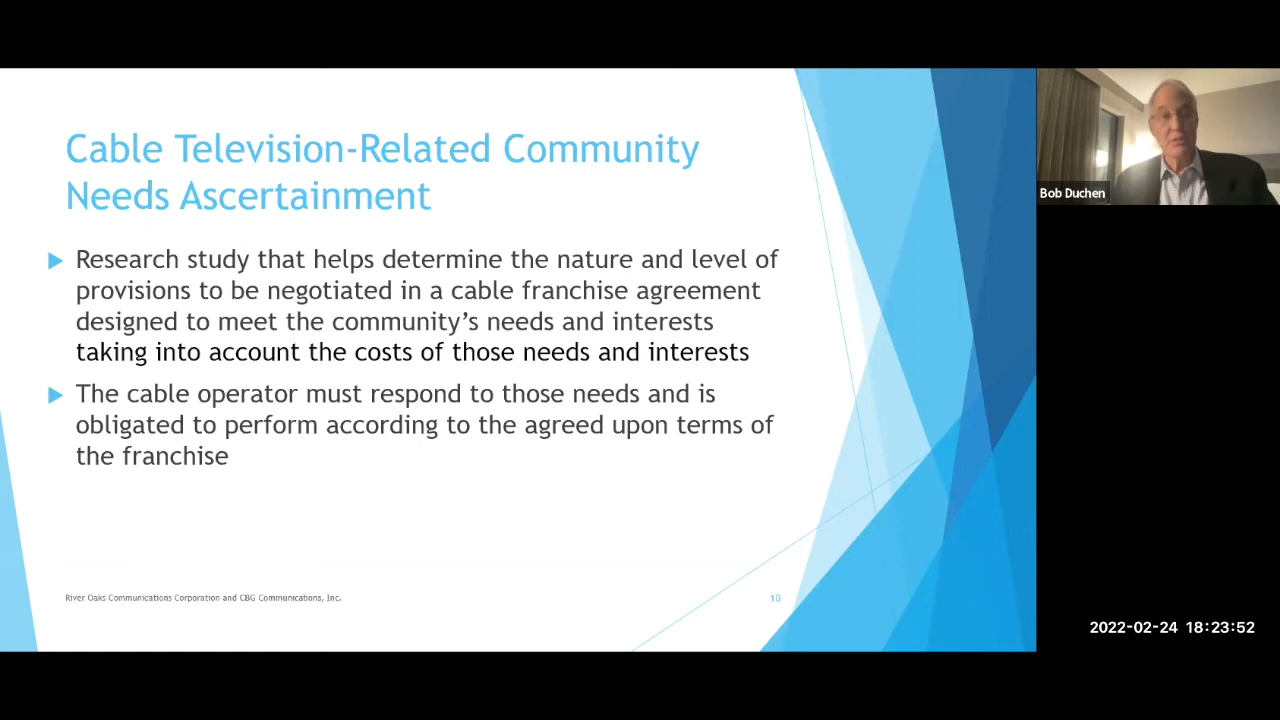 Cable Television-Related Community
Needs Ascertainment
Research study that helps determine the nature and level of
provisions to be negotiated in a cable franchise agreement
designed to meet the community’s needs and interests
taking into account the costs of those needs and interests
The cable operator must respond to those needs and is
obligated to perform according to the agreed upon terms of
the franchise
River Oaks Communications Corporation and CBG Communications, Inc.
10
Bob Duchen
2022-02-24 18:23:52